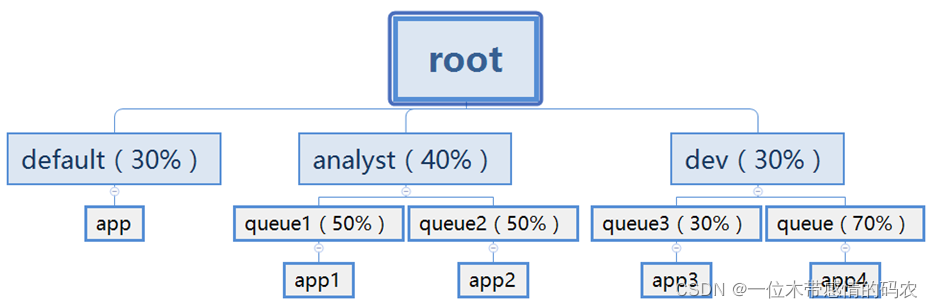 root
default（30%） analyst（40%） dev（30%）
app queue1（50%） queue2（50%） queue3（30%） queue（70%）
app1 app2 app3 app4
CSDN @一位木带感情的码农